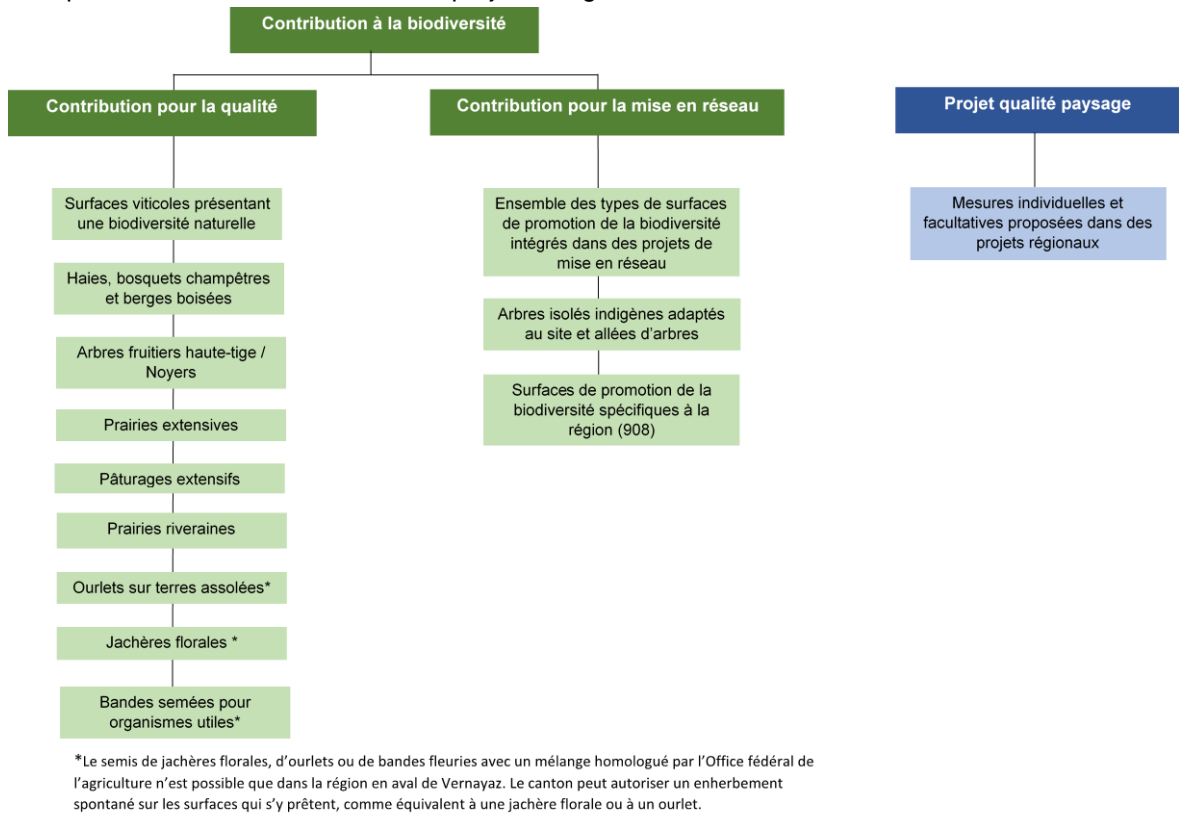 Contribution à la biodiversité
Contribution pour la qualité
Surfaces viticoles présentant
une biodiversité naturelle
Haies, bosquets champêtres
et berges boisées
Arbres fruitiers haute-tige /
Noyers
Prairies extensives
Pâturages extensifs
Prairies riveraines
Ourlets sur terres assolées*
Jachères florales *
Bandes semées pour
organismes utiles*
Contribution pour la mise en réseau
Ensemble des types de surfaces
de promotion de la biodiversité
intégrés dans des projets de
mise en réseau
Arbres isolés indigènes adaptés
au site et allées d’arbres
Surfaces de promotion de la
biodiversité spécifiques à la
région (908)
Projet qualité paysage
Mesures individuelles et
facultatives proposées dans des
projets régionaux
*Le semis de jachères florales, d’ourlets ou de bandes fleuries avec un mélange homologué par l’Office fédéral de
l’agriculture n’est possible que dans la région en aval de Vernayaz. Le canton peut autoriser un enherbement
spontané sur les surfaces qui s’y prêtent, comme équivalent à une jachère florale ou à un ourlet.